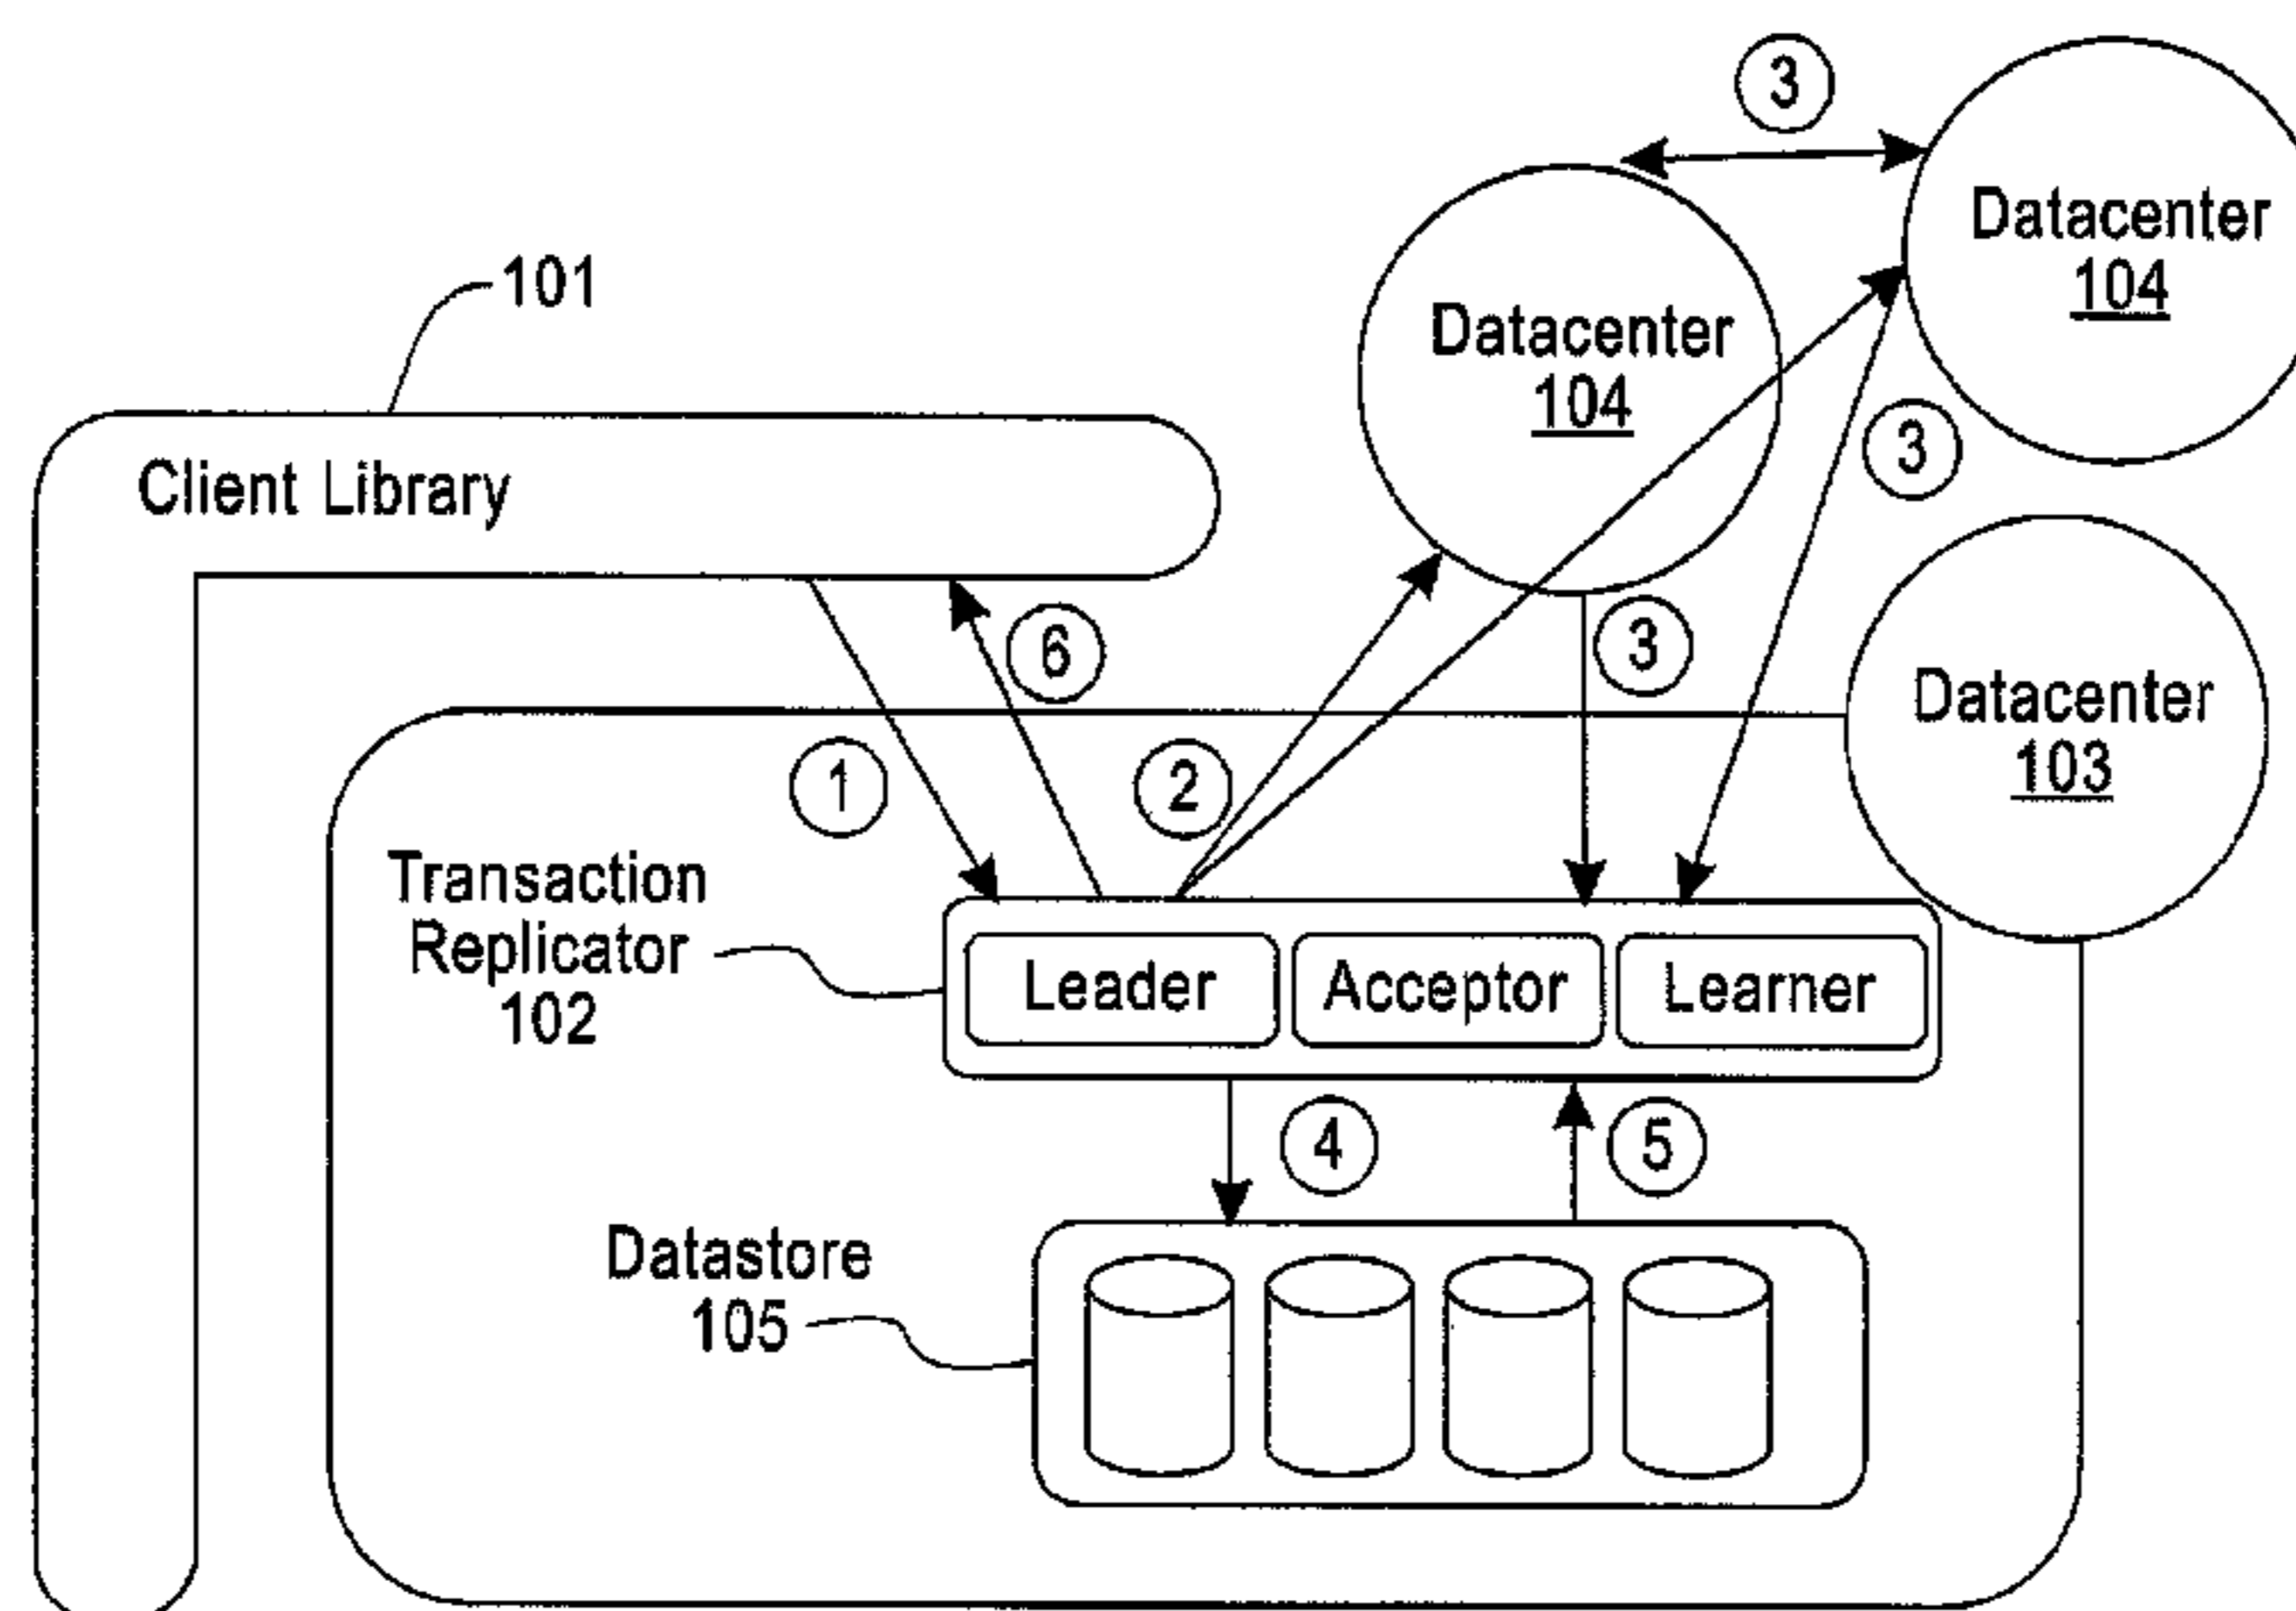 3
Datacenter
104
101
Datacenter
104
Client Library
3
6
3
Datacenter
103
1
2
Transaction
Replicator
102
Leader
Acceptor
Learner
4
5
Datastore
105